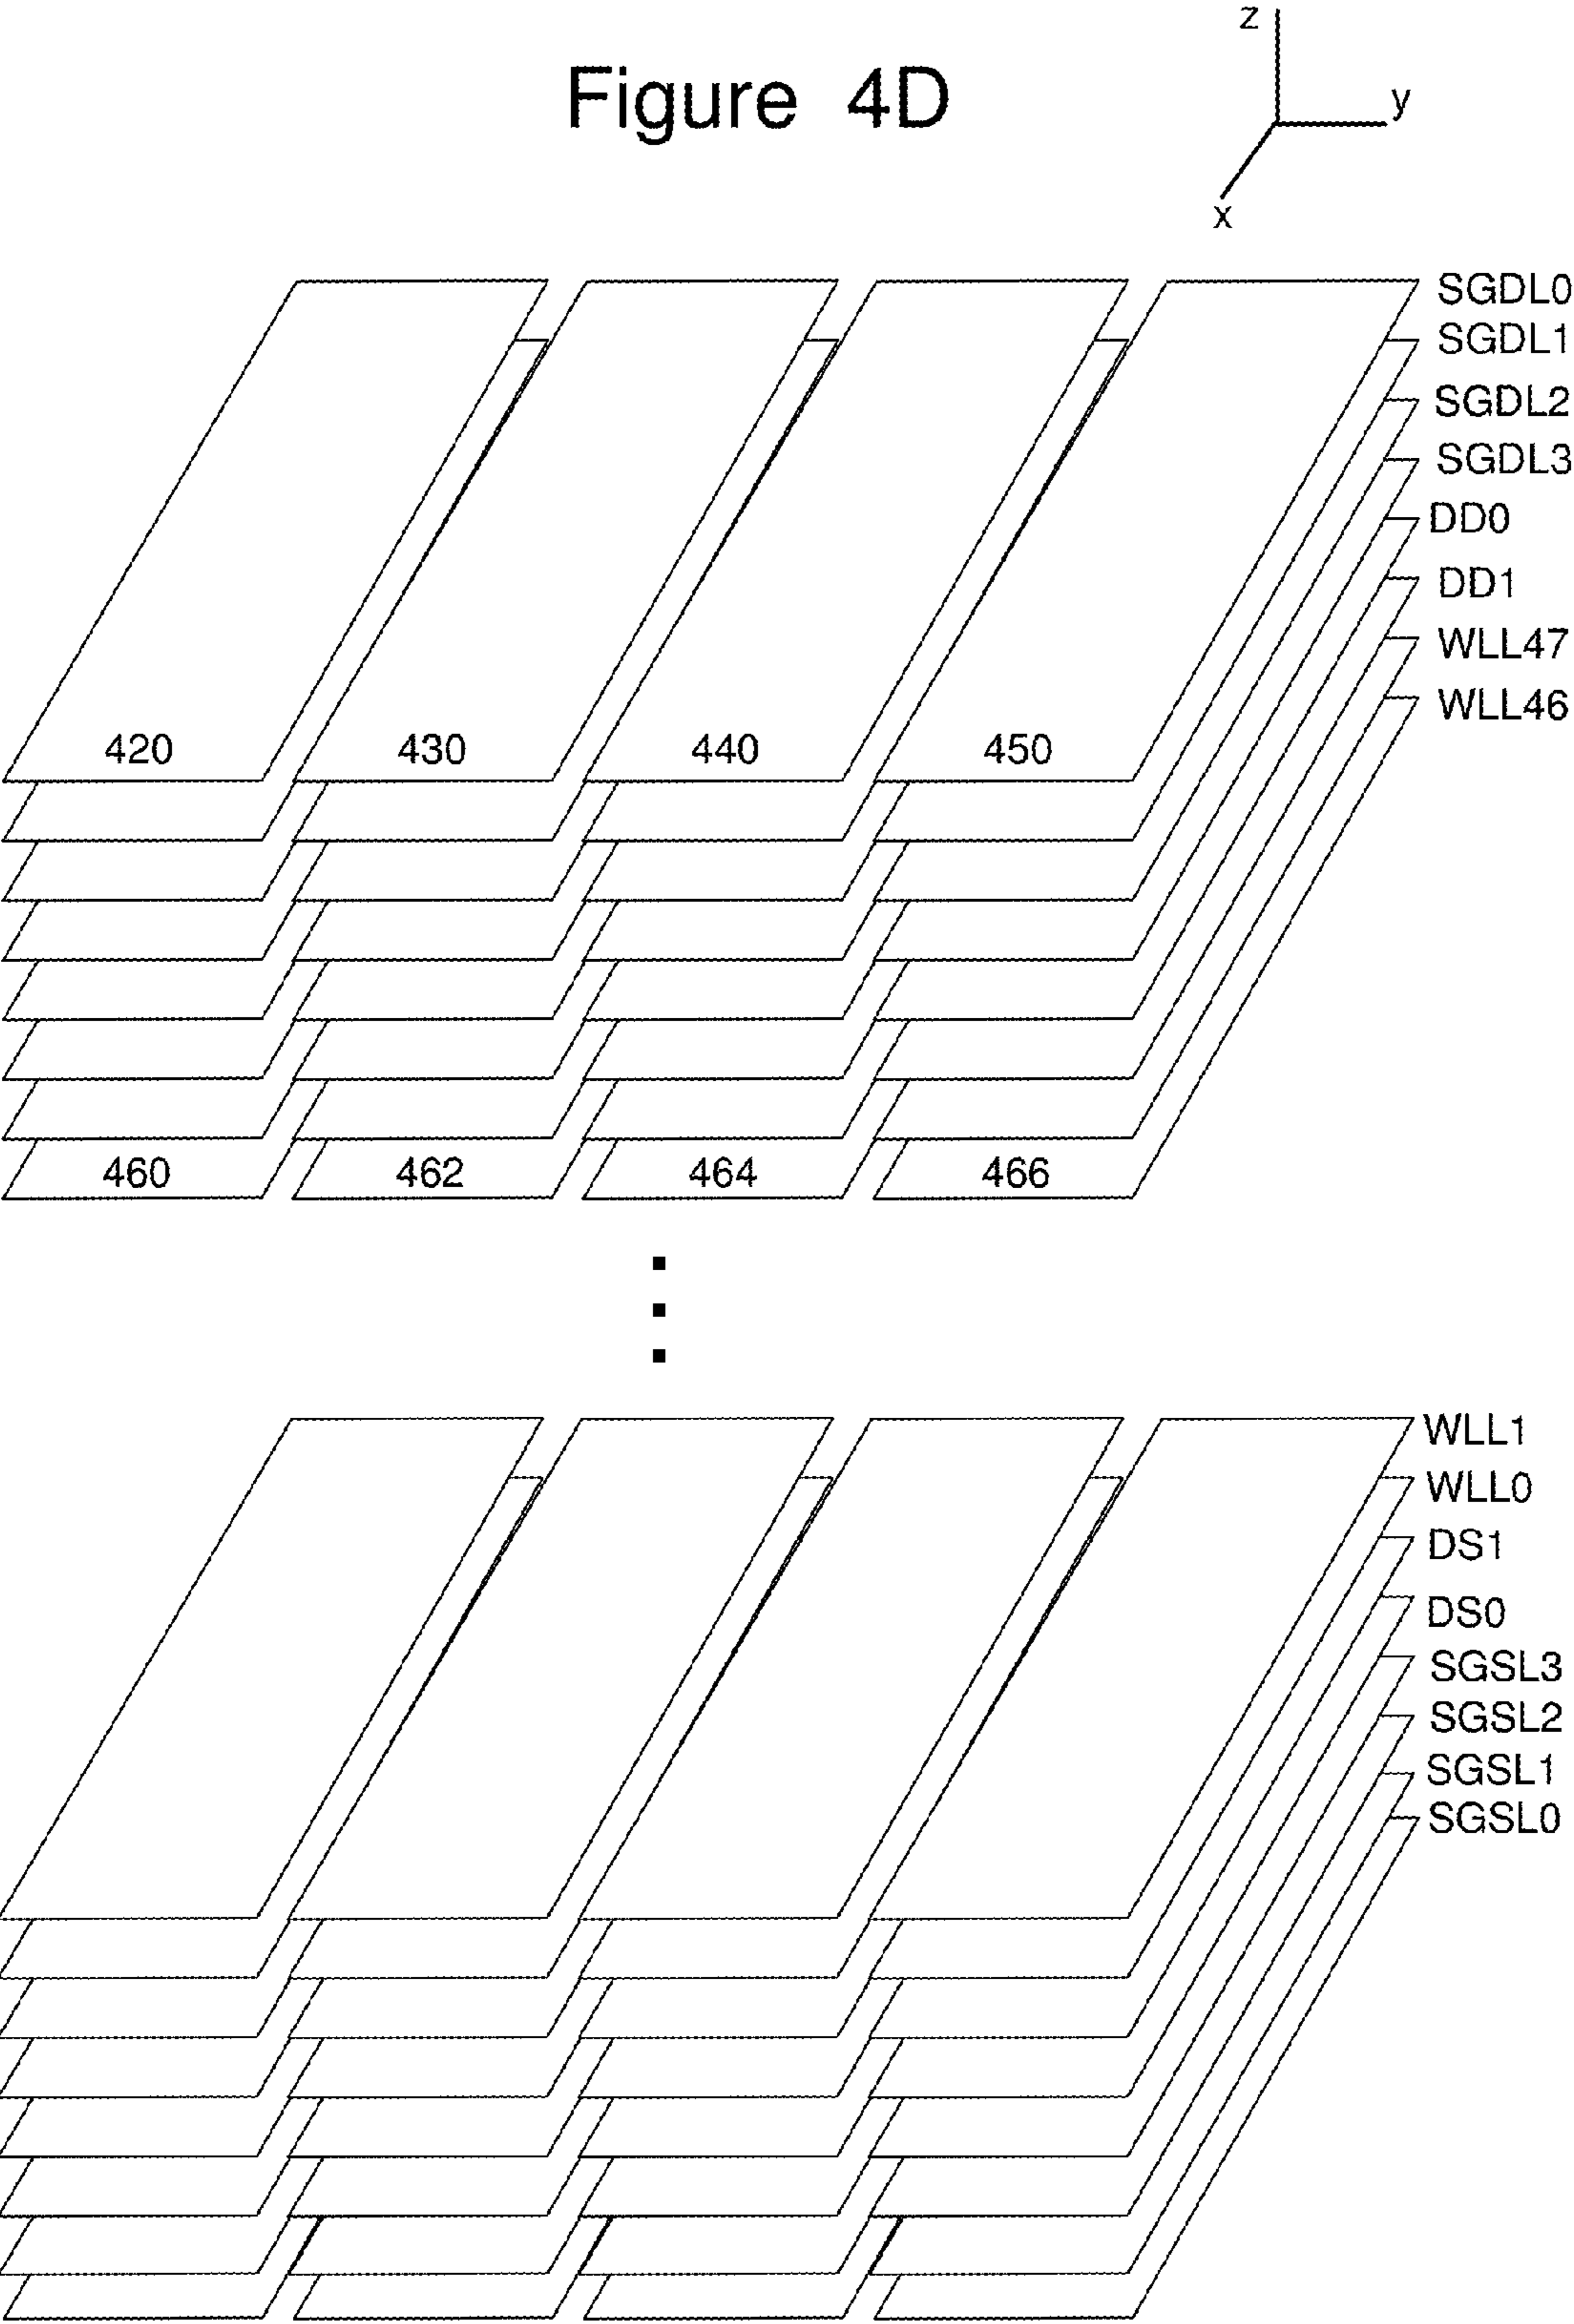 z
Figure 4D
y
x
SGDL0
SGDL1
SGDL2
SGDL3
DD0
DD1
WLL47
WLL46
420 430 440 450
460 462 464 466
WLL1
WLL0
DS1
DS0
SGSL3
SGSL2
SGSL1
SGSL0